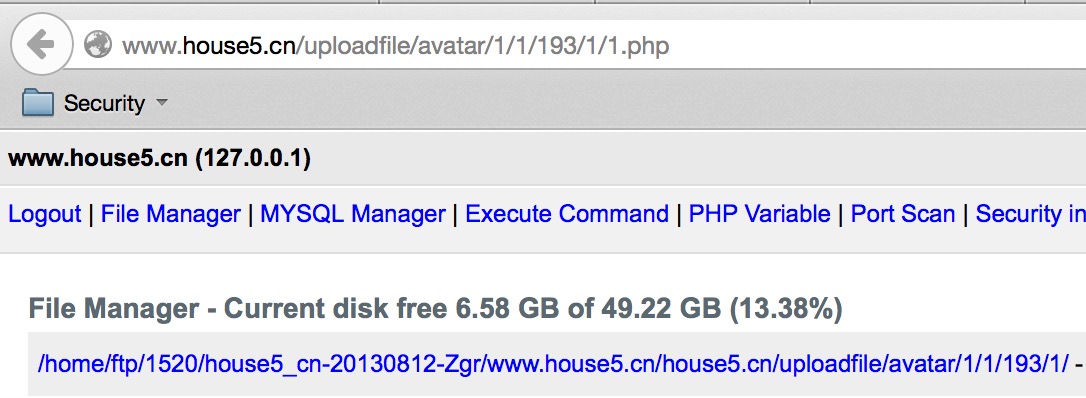 www.house5.cn/uploadfile/avatar/1/1/193/1/1.php
Security
www.house5.cn (127.0.0.1)
Logout | File Manager | MYSQL Manager | Execute Command | PHP Variable | Port Scan | Security in
File Manager - Current disk free 6.58 GB of 49.22 GB (13.38%)
/home/ftp/1520/house5_cn-20130812-Zgr/www.house5.cn/house5.cn/uploadfile/avatar/1/1/193/1/ -